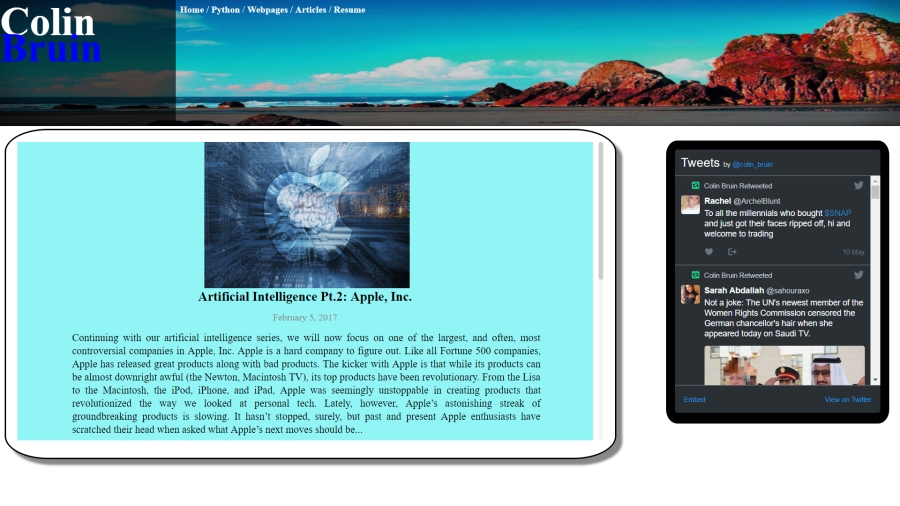 Colin
Bruin
Home / Python / Webpages / Articles / Resume
Artificial Intelligence Pt.2: Apple, Inc.
February 5, 2017
Continuing with our artificial intelligence series, we will now focus on one of the largest, and often, most
controversial companies in Apple, Inc. Apple is a hard company to figure out. Like all Fortune 500 companies,
Apple has released great products along with bad products. The kicker with Apple is that while its products can
be almost downright awful (the Newton, Macintosh TV), its top products have been revolutionary. From the Lisa
to the Macintosh, the iPod, iPhone, and iPad, Apple was seemingly unstoppable in creating products that
revolutionized the way we looked at personal tech. Lately, however, Apple’s astonishing streak of
groundbreaking products is slowing. It hasn’t stopped, surely, but past and present Apple enthusiasts have
scratched their head when asked what Apple’s next moves should be...
Tweets by @colin_bruin
Colin Bruin Retweeted
Rachel @ArchelBlunt
To all the millennials who bought $SNAP
and just got their faces ripped off, hi and
welcome to trading
10 May
Colin Bruin Retweeted
Sarah Abdallah @sahouraxo
Not a joke: The UN's newest member of the
Women Rights Commission censored the
German chancellor's hair when she
appeared today on Saudi TV.
Embed
View on Twitter